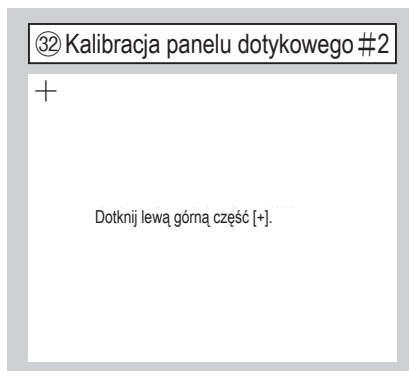 ㉜ Kalibracja panelu dotykowego #2
+
Dotknij lewą górną część [+].